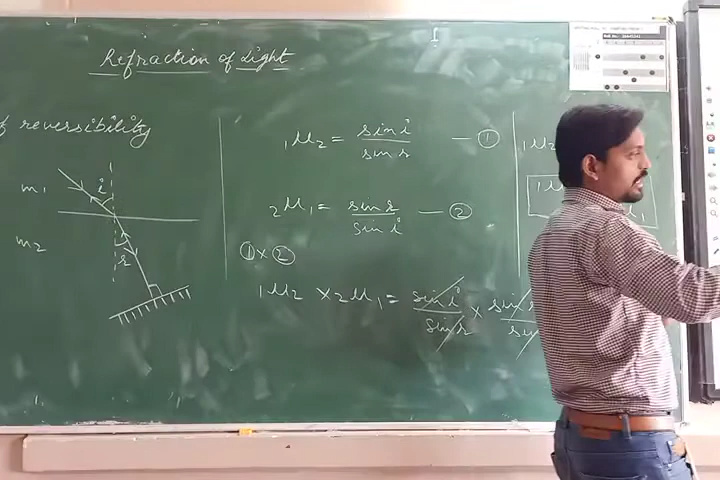 Refraction of Light
of reversibility
i
m1
m2
r
₁μ₂ = sin i / sin r — ①
₂μ₁ = sin r / sin i — ②
① × ②
₁μ₂ × ₂μ₁ = sin i / sin r × sin
₁μ₂